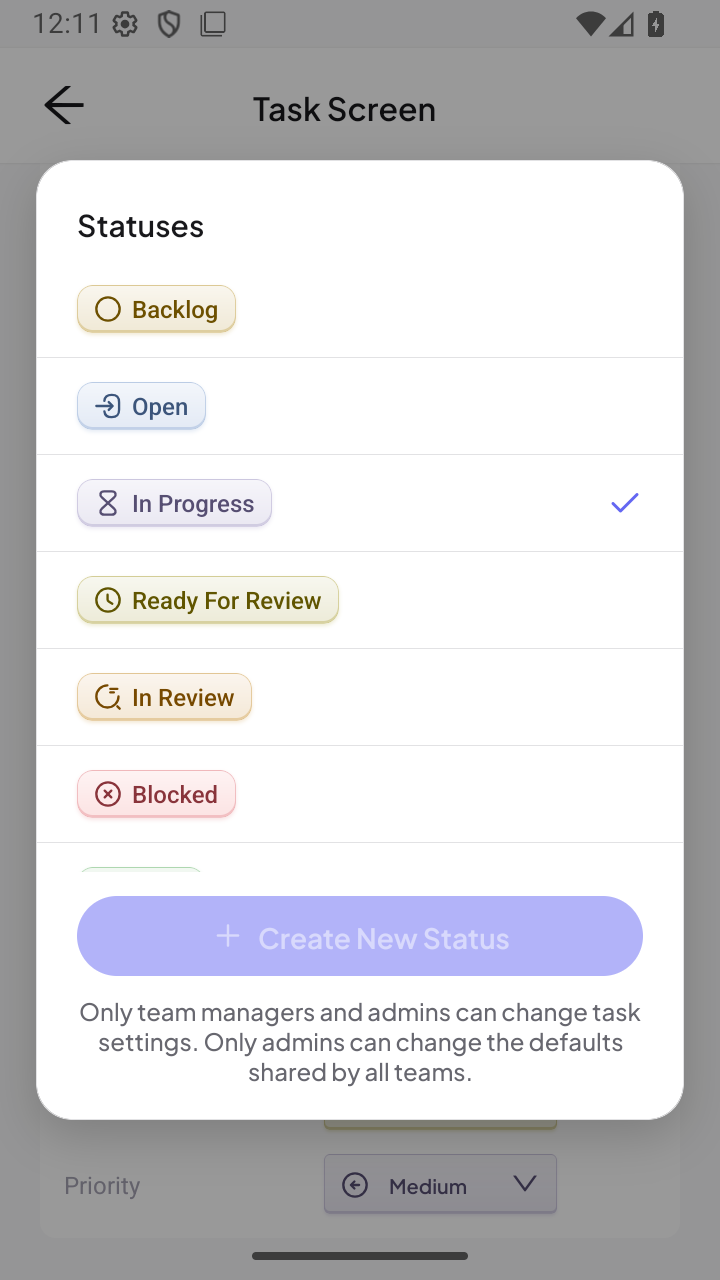 12:11
Task Screen
Statuses
Backlog
Open
In Progress
Ready For Review
In Review
Blocked
Create New Status
Only team managers and admins can change task
settings. Only admins can change the defaults
shared by all teams.
Priority
Medium